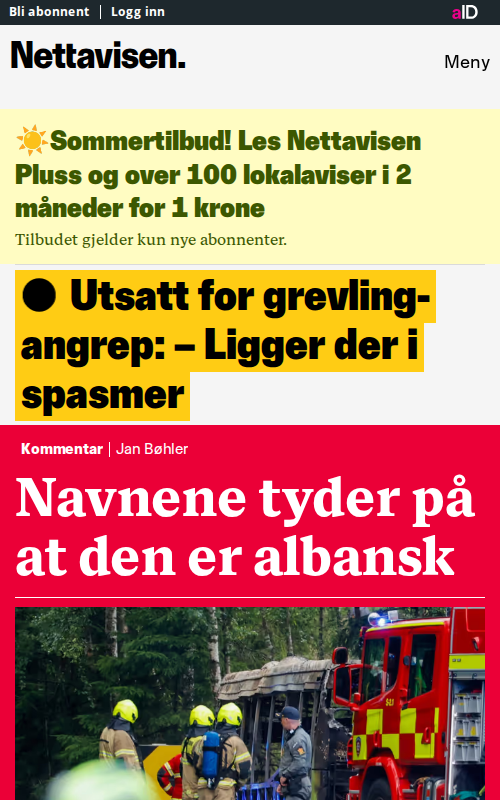 Bli abonnent | Logg inn
aID
Nettavisen.
Meny
Sommertilbud! Les Nettavisen
Pluss og over 100 lokalaviser i 2
måneder for 1 krone
Tilbudet gjelder kun nye abonnenter.
Utsatt for grevling-
angrep: – Ligger der i
spasmer
Kommentar | Jan Bøhler
Navnene tyder på
at den er albansk